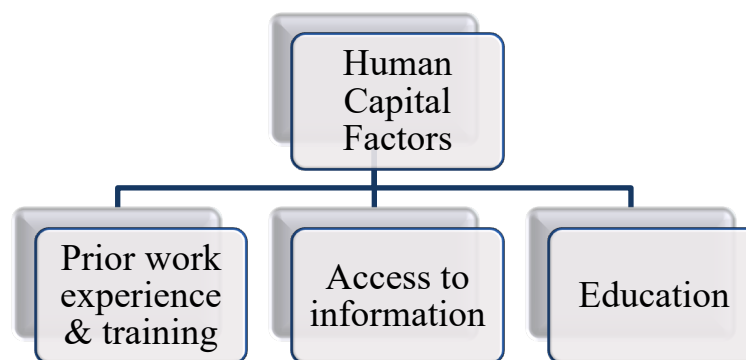 Human
Capital
Factors
Prior work
experience
& training
Access to
information
Education